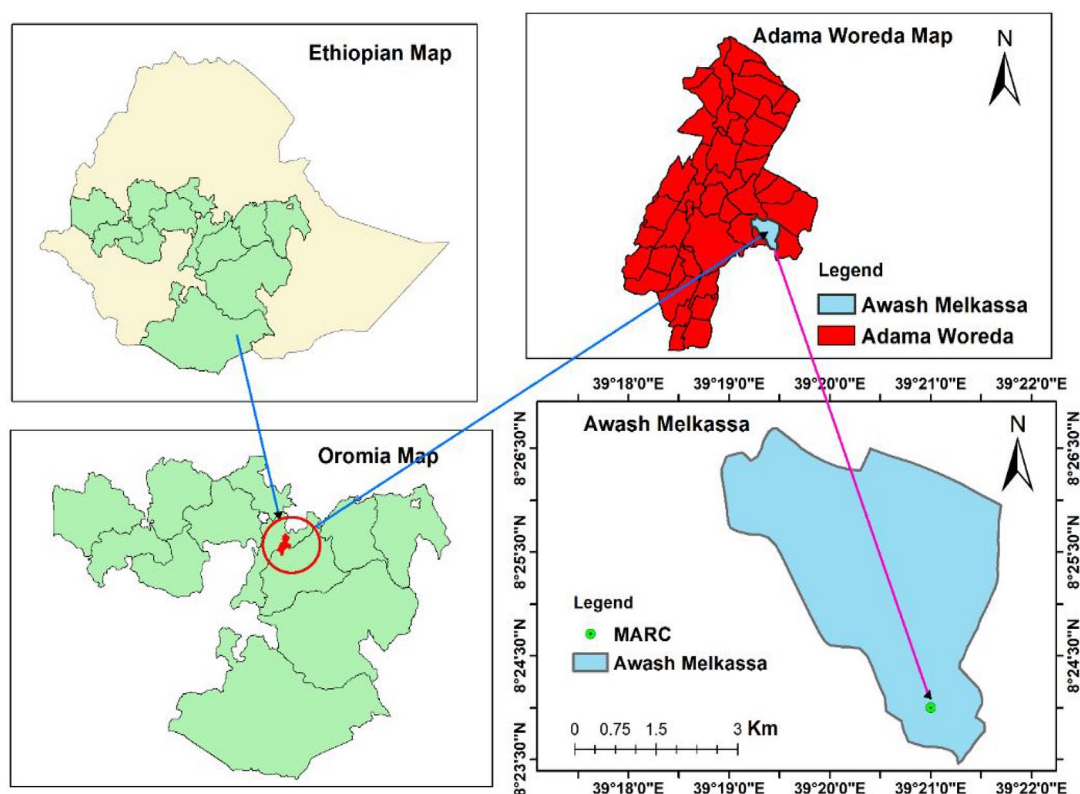 Ethiopian Map
Adama Woreda Map
N
Legend
Awash Melkassa
Adama Woreda
Oromia Map
39°18'0"E 39°19'0"E 39°20'0"E 39°21'0"E 39°22'0"E
Awash Melkassa
N
8°26'30"N
8°25'30"N
8°24'30"N
8°23'30"N
8°26'30"N
8°25'30"N
8°24'30"N
8°23'30"N
Legend
MARC
Awash Melkassa
0 0.75 1.5 3 Km
39°18'0"E 39°19'0"E 39°20'0"E 39°21'0"E 39°22'0"E